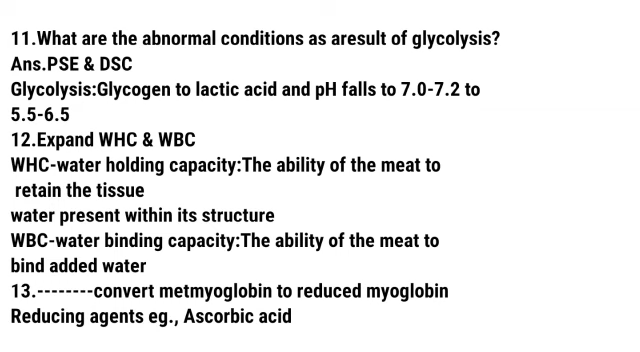 11.What are the abnormal conditions as aresult of glycolysis?
Ans.PSE & DSC
Glycolysis:Glycogen to lactic acid and pH falls to 7.0-7.2 to
5.5-6.5
12.Expand WHC & WBC
WHC-water holding capacity:The ability of the meat to
retain the tissue
water present within its structure
WBC-water binding capacity:The ability of the meat to
bind added water
13.--------convert metmyoglobin to reduced myoglobin
Reducing agents eg., Ascorbic acid